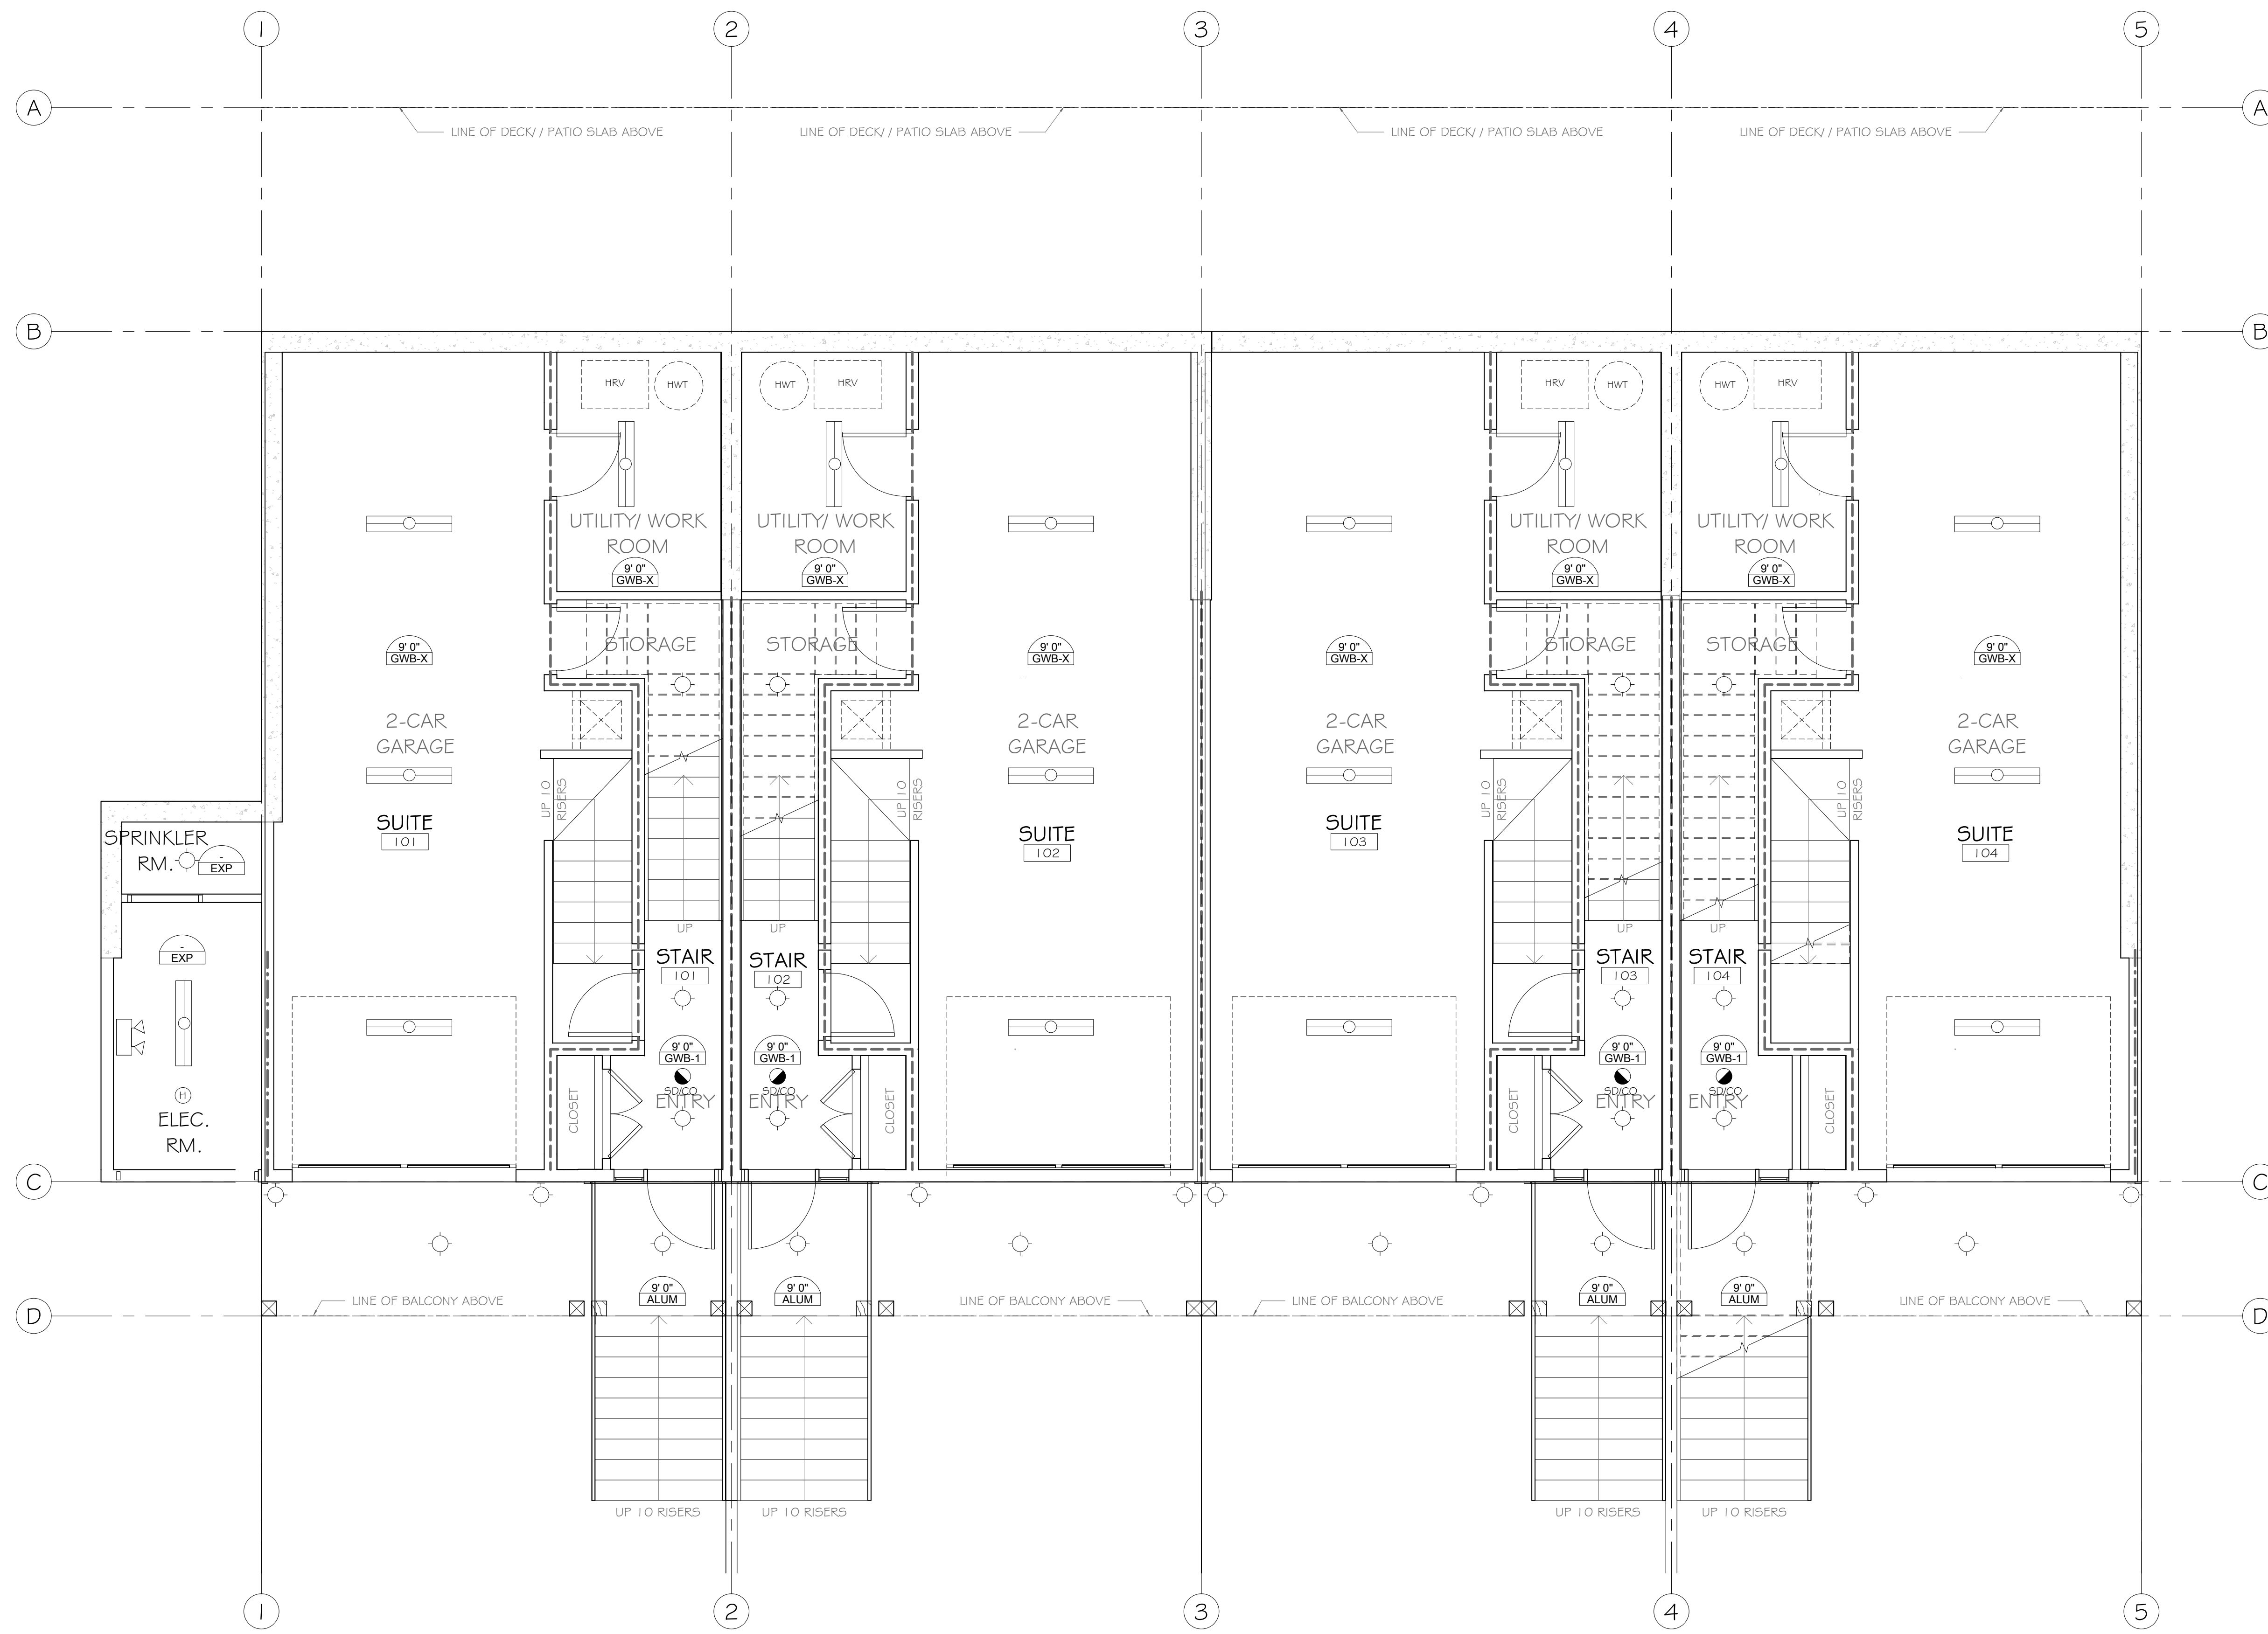 1 2 3 4 5
A A
LINE OF DECK/ / PATIO SLAB ABOVE LINE OF DECK/ / PATIO SLAB ABOVE LINE OF DECK/ / PATIO SLAB ABOVE LINE OF DECK/ / PATIO SLAB ABOVE
B B
HRV HWT HWT HRV HRV HWT HWT HRV
UTILITY/ WORK UTILITY/ WORK UTILITY/ WORK UTILITY/ WORK
ROOM ROOM ROOM ROOM
9' 0" 9' 0" 9' 0" 9' 0"
GWB-X GWB-X GWB-X GWB-X
STORAGE STORAGE STORAGE STORAGE
9' 0" 9' 0" 9' 0" 9' 0"
GWB-X GWB-X GWB-X GWB-X
2-CAR 2-CAR 2-CAR 2-CAR
GARAGE GARAGE GARAGE GARAGE
UP 10 UP 10 UP 10 UP 10
RISERS RISERS RISERS RISERS
SUITE SUITE SUITE SUITE
101 102 103 104
SPRINKLER
RM.
-
EXP
UP UP UP UP
-
EXP
STAIR STAIR STAIR STAIR
101 102 103 104
9' 0" 9' 0" 9' 0" 9' 0"
GWB-1 GWB-1 GWB-1 GWB-1
SD/CO SD/CO SD/CO SD/CO
ENTRY ENTRY ENTRY ENTRY
CLOSET CLOSET CLOSET CLOSET
H
ELEC.
RM.
C C
9' 0" 9' 0" 9' 0" 9' 0"
ALUM ALUM ALUM ALUM
LINE OF BALCONY ABOVE LINE OF BALCONY ABOVE LINE OF BALCONY ABOVE LINE OF BALCONY ABOVE
D D
UP 10 RISERS UP 10 RISERS UP 10 RISERS UP 10 RISERS
1 2 3 4 5